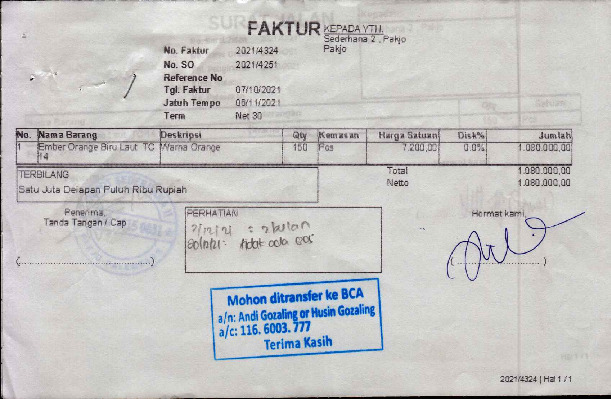 FAKTUR
KEPADA YTH.
Sederhana 2 , Pakjo
Pakjo
No. Faktur 2021/4324
No. SO 2021/4251
Reference No
Tgl. Faktur 07/10/2021
Jatuh Tempo 06/11/2021
Term Net 30
No. Nama Barang Deskripsi Qty Kemasan Harga Satuan Disk% Jumlah
1 Ember Orange Biru Laut TC 14 Warna Orange 150 Pcs 7.200,00 0.0% 1.080.000,00
Total 1.080.000,00
Netto 1.080.000,00
TERBILANG
Satu Juta Delapan Puluh Ribu Rupiah
Penerima,
Tanda Tangan / Cap
(....................)
PERHATIAN
7/12/21 = 2 bulan
Hormat kami,
(....................)
Mohon ditransfer ke BCA
a/n: Andi Gozaling or Husin Gozaling
a/c: 116. 6003. 777
Terima Kasih
2021/4324 | Hal 1 / 1